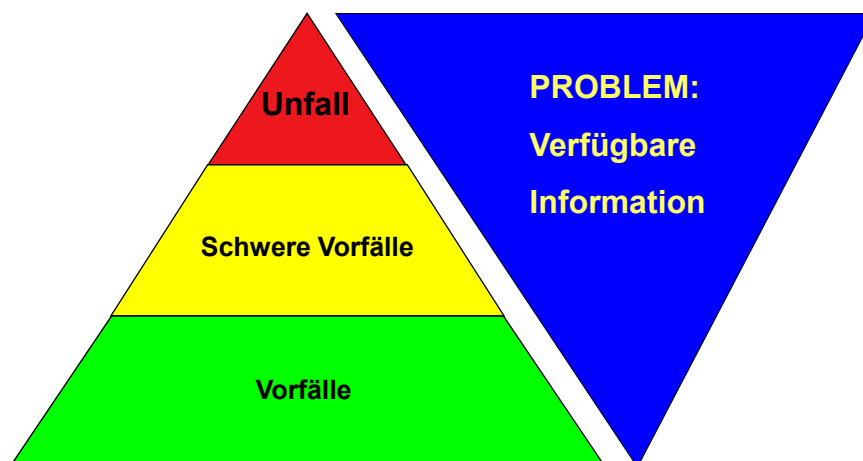 Unfall
Schwere Vorfälle
Vorfälle
PROBLEM:
Verfügbare
Information